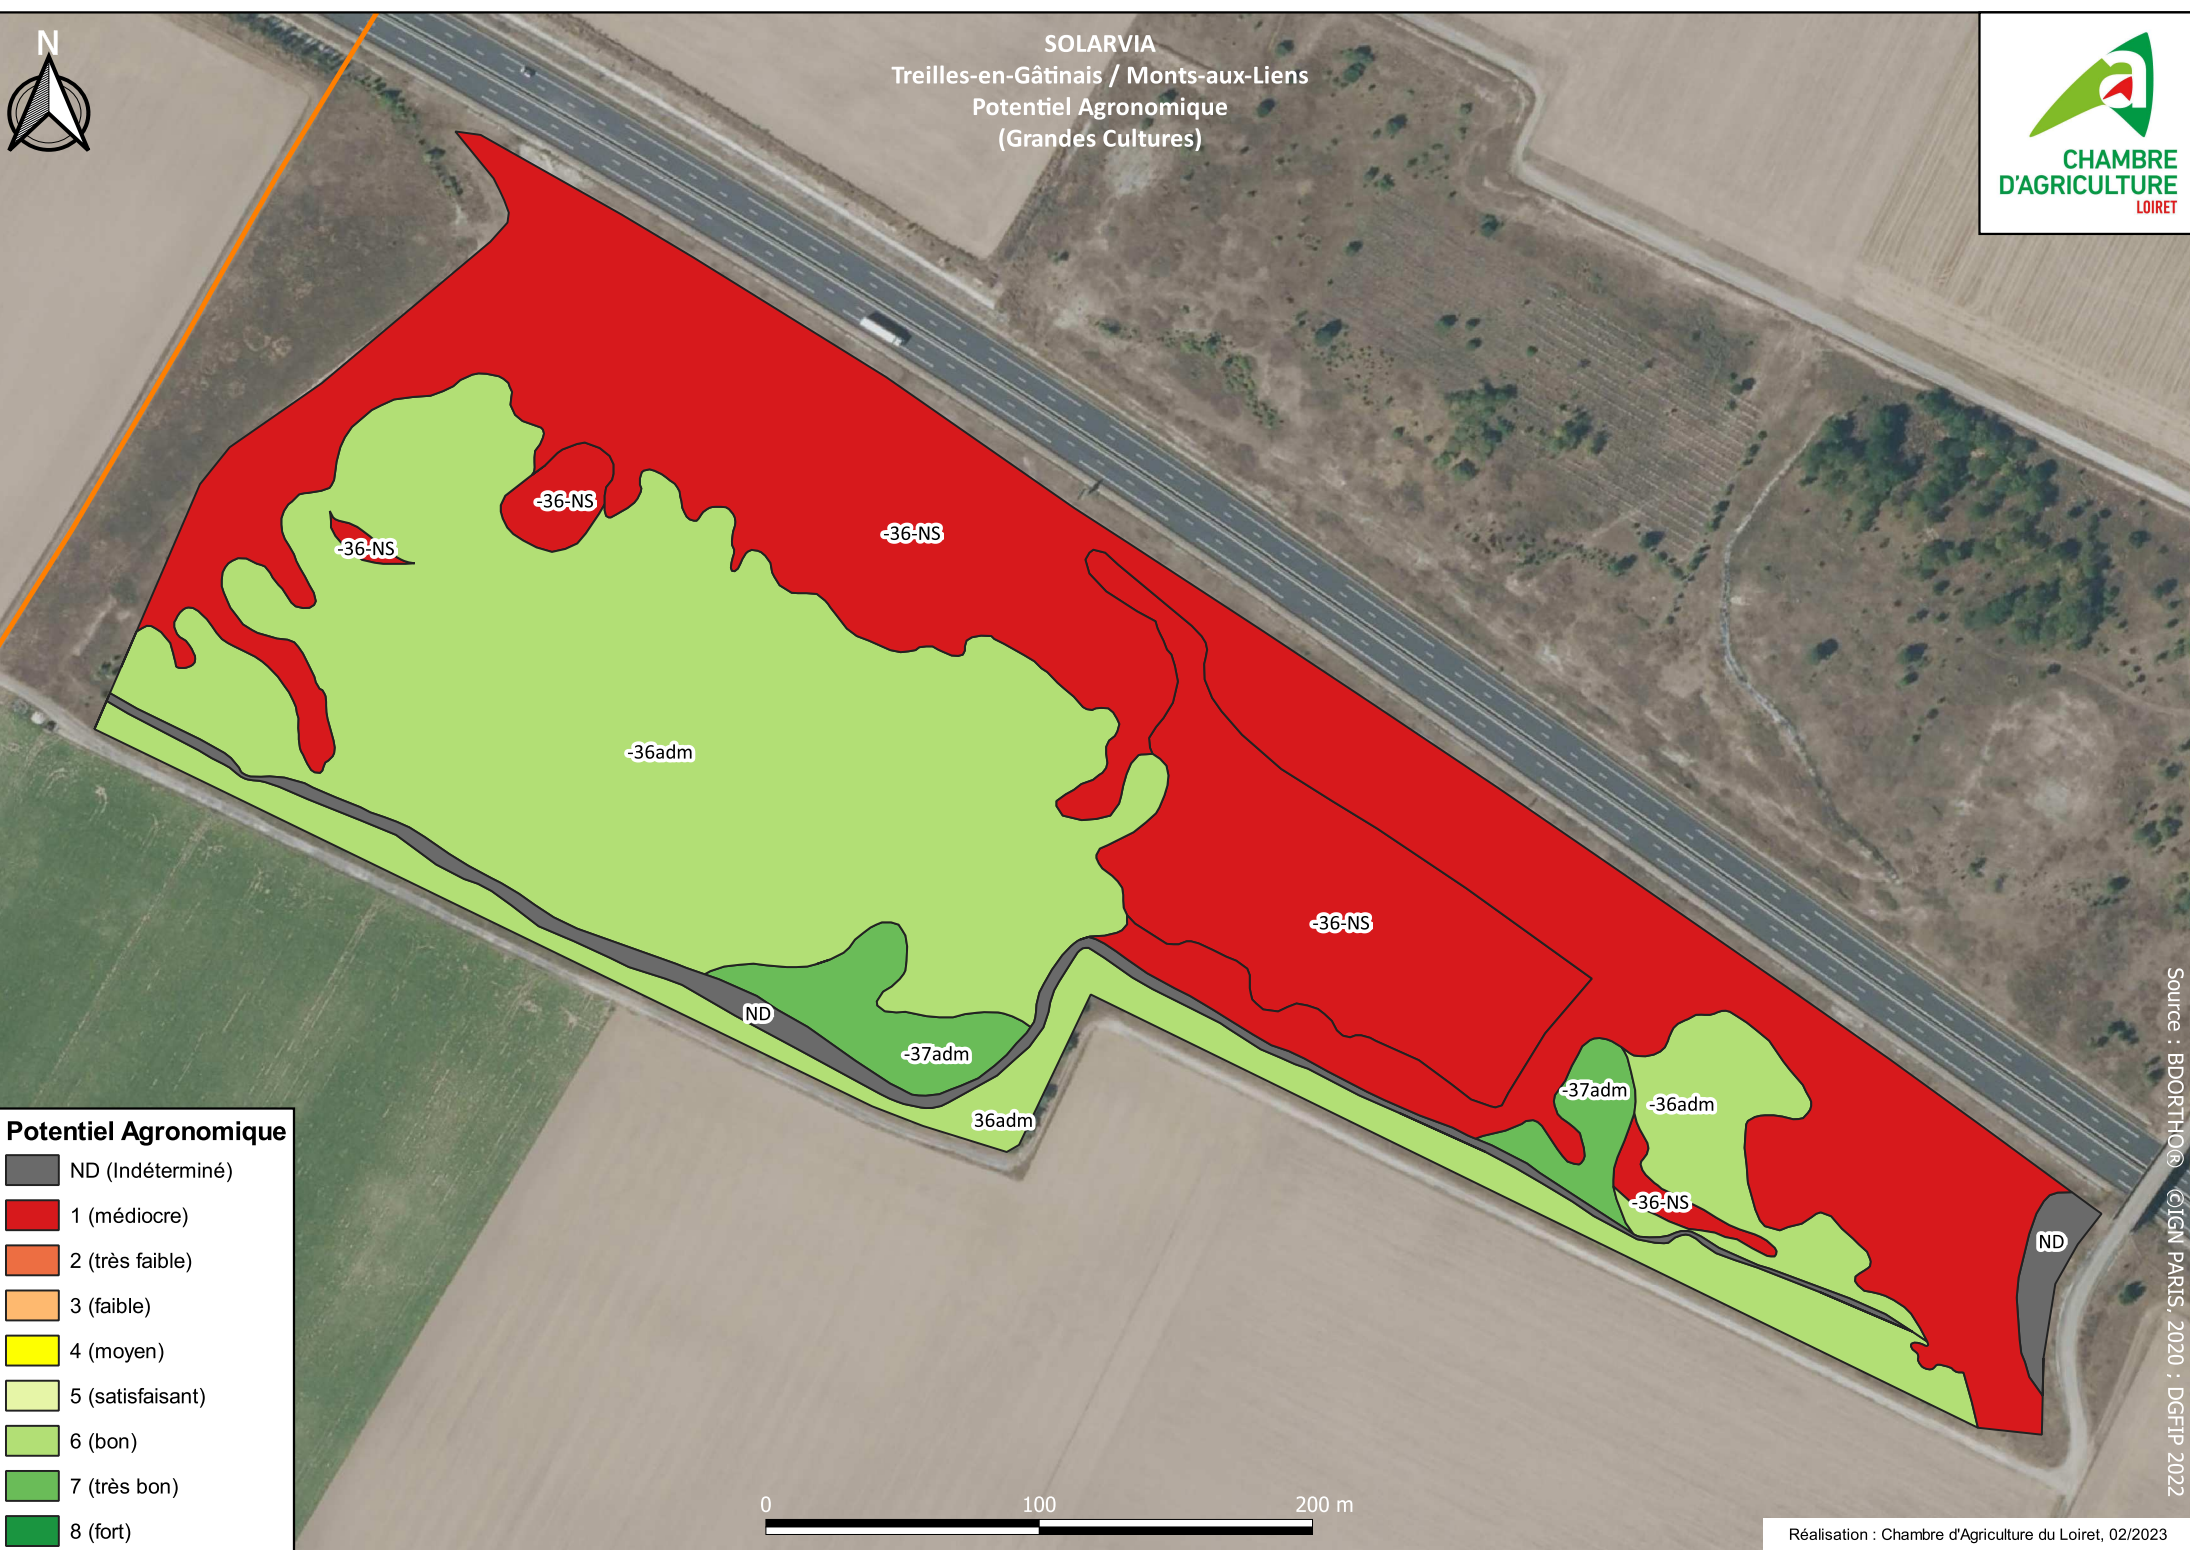 N
SOLARVIA
Treilles-en-Gâtinais / Monts-aux-Liens
Potentiel Agronomique
(Grandes Cultures)
CHAMBRE
D'AGRICULTURE
LOIRET
-36-NS
-36-NS
-36-NS
-36adm
-36-NS
ND
-37adm
36adm
-37adm
-36adm
-36-NS
ND
Potentiel Agronomique
ND (Indéterminé)
1 (médiocre)
2 (très faible)
3 (faible)
4 (moyen)
5 (satisfaisant)
6 (bon)
7 (très bon)
8 (fort)
0 100 200 m
Source : BDORTHO® ©IGN PARIS, 2020 ; DGFIP 2022
Réalisation : Chambre d'Agriculture du Loiret, 02/2023